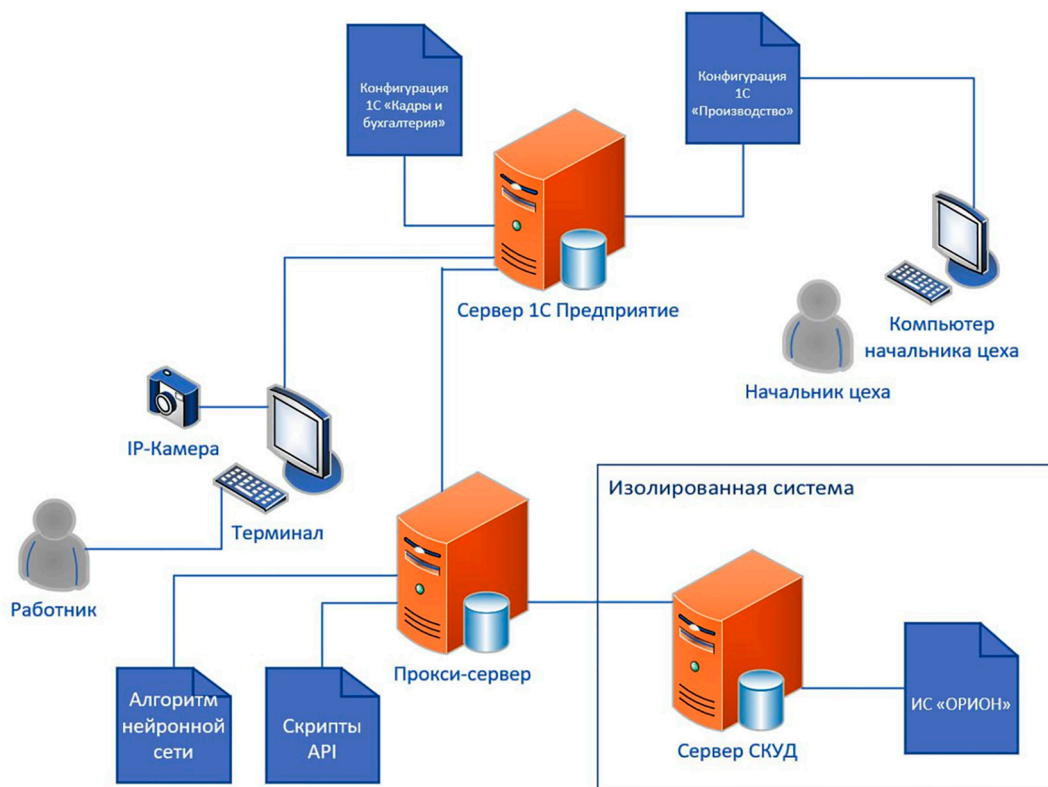 Конфигурация
1С «Кадры и
бухгалтерия»
Конфигурация
1С
«Производство»
Сервер 1С Предприятие
Компьютер
начальника цеха
Начальник цеха
IP-Камера
Терминал
Работник
Изолированная система
Прокси-сервер
Алгоритм
нейронной
сети
Скрипты
API
Сервер СКУД
ИС «ОРИОН»